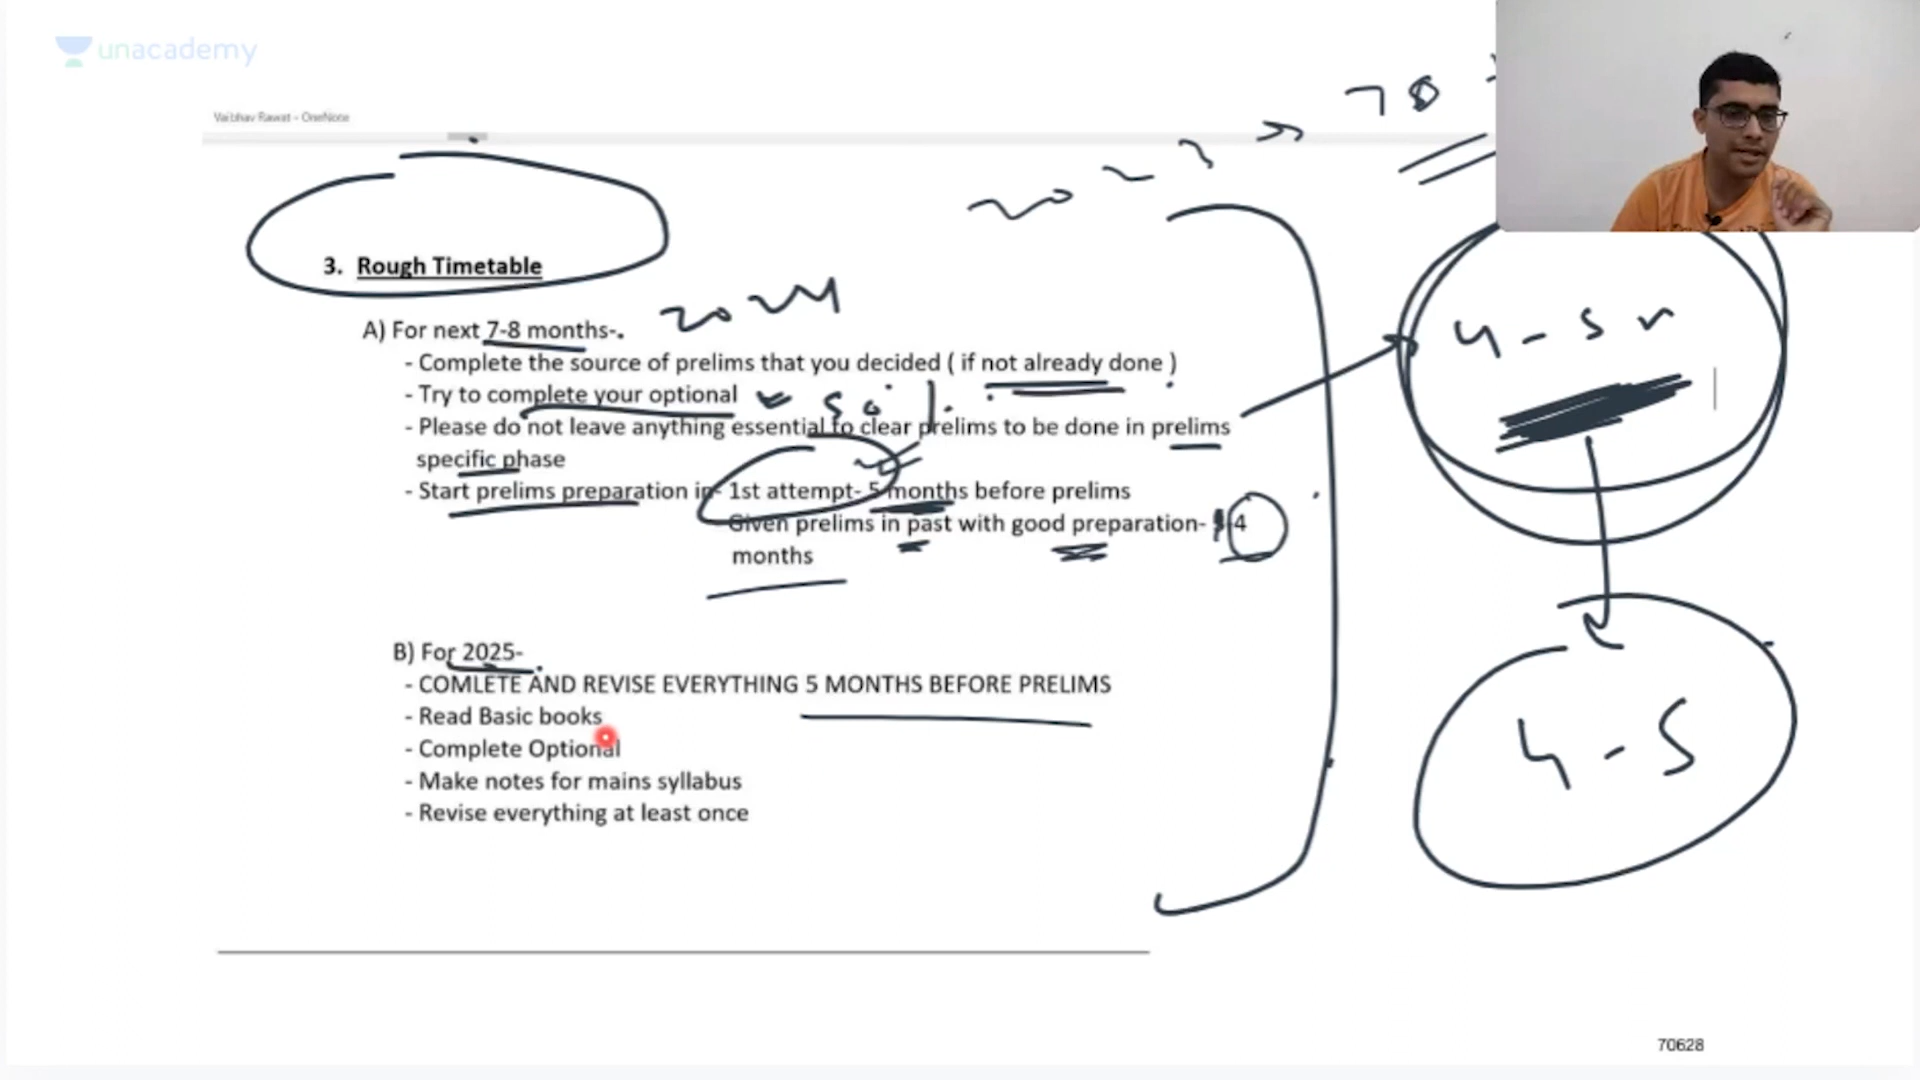 unacademy
Vaibhav Rawat - OneNote
2023 78
3. Rough Timetable
2024
A) For next 7-8 months-.
- Complete the source of prelims that you decided ( if not already done )
- Try to complete your optional 50%
- Please do not leave anything essential to clear prelims to be done in prelims
specific phase
- Start prelims preparation in- 1st attempt- 5 months before prelims
Given prelims in past with good preparation- -4
months
4-5
4-5
B) For 2025-
- COMLETE AND REVISE EVERYTHING 5 MONTHS BEFORE PRELIMS
- Read Basic books
- Complete Optional
- Make notes for mains syllabus
- Revise everything at least once
70628